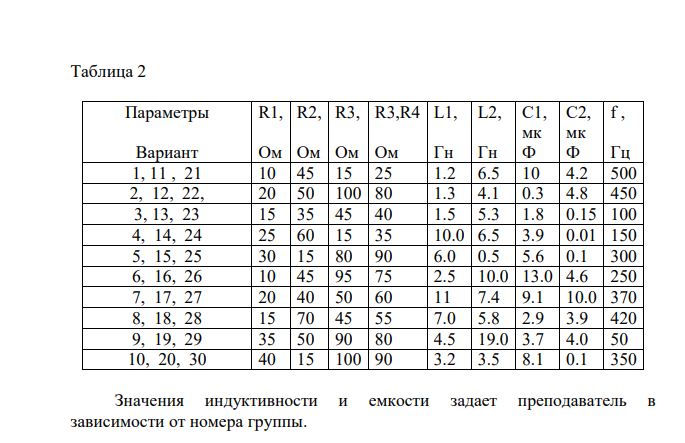 Таблица 2
Параметры R1, R2, R3, R3,R4 L1, L2, C1, C2, f ,
мк мк
Вариант Ом Ом Ом Ом Гн Гн Ф Ф Гц
1, 11 , 21 10 45 15 25 1.2 6.5 10 4.2 500
2, 12, 22, 20 50 100 80 1.3 4.1 0.3 4.8 450
3, 13, 23 15 35 45 40 1.5 5.3 1.8 0.15 100
4, 14, 24 25 60 15 35 10.0 6.5 3.9 0.01 150
5, 15, 25 30 15 80 90 6.0 0.5 5.6 0.1 300
6, 16, 26 10 45 95 75 2.5 10.0 13.0 4.6 250
7, 17, 27 20 40 50 60 11 7.4 9.1 10.0 370
8, 18, 28 15 70 45 55 7.0 5.8 2.9 3.9 420
9, 19, 29 35 50 90 80 4.5 19.0 3.7 4.0 50
10, 20, 30 40 15 100 90 3.2 3.5 8.1 0.1 350
Значения индуктивности и емкости задает преподаватель в
зависимости от номера группы.